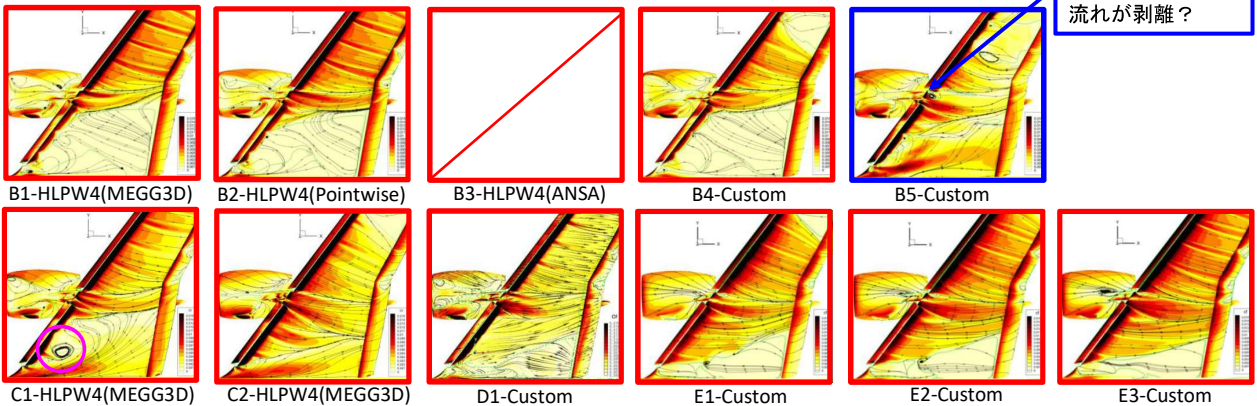 流れが剥離？
B1-HLPW4(MEGG3D)
B2-HLPW4(Pointwise)
B3-HLPW4(ANSA)
B4-Custom
B5-Custom
C1-HLPW4(MEGG3D)
C2-HLPW4(MEGG3D)
D1-Custom
E1-Custom
E2-Custom
E3-Custom